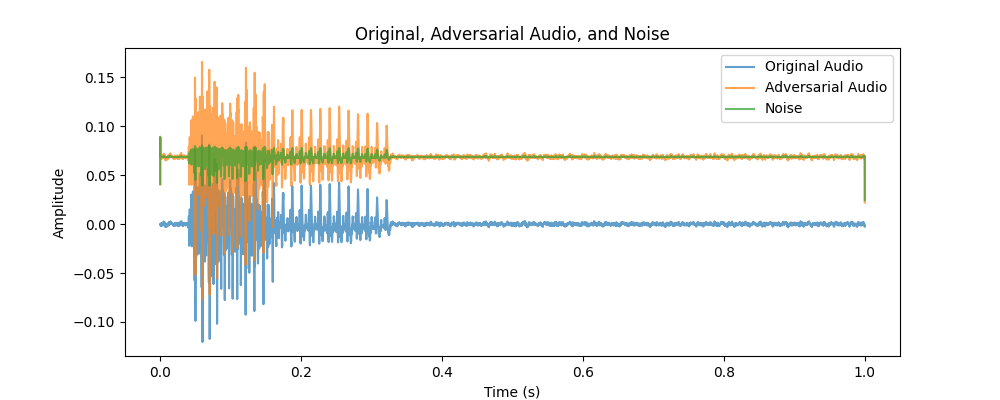 Original, Adversarial Audio, and Noise
Original Audio
Adversarial Audio
Noise
0.15
0.10
0.05
0.00
−0.05
−0.10
Amplitude
0.0 0.2 0.4 0.6 0.8 1.0
Time (s)